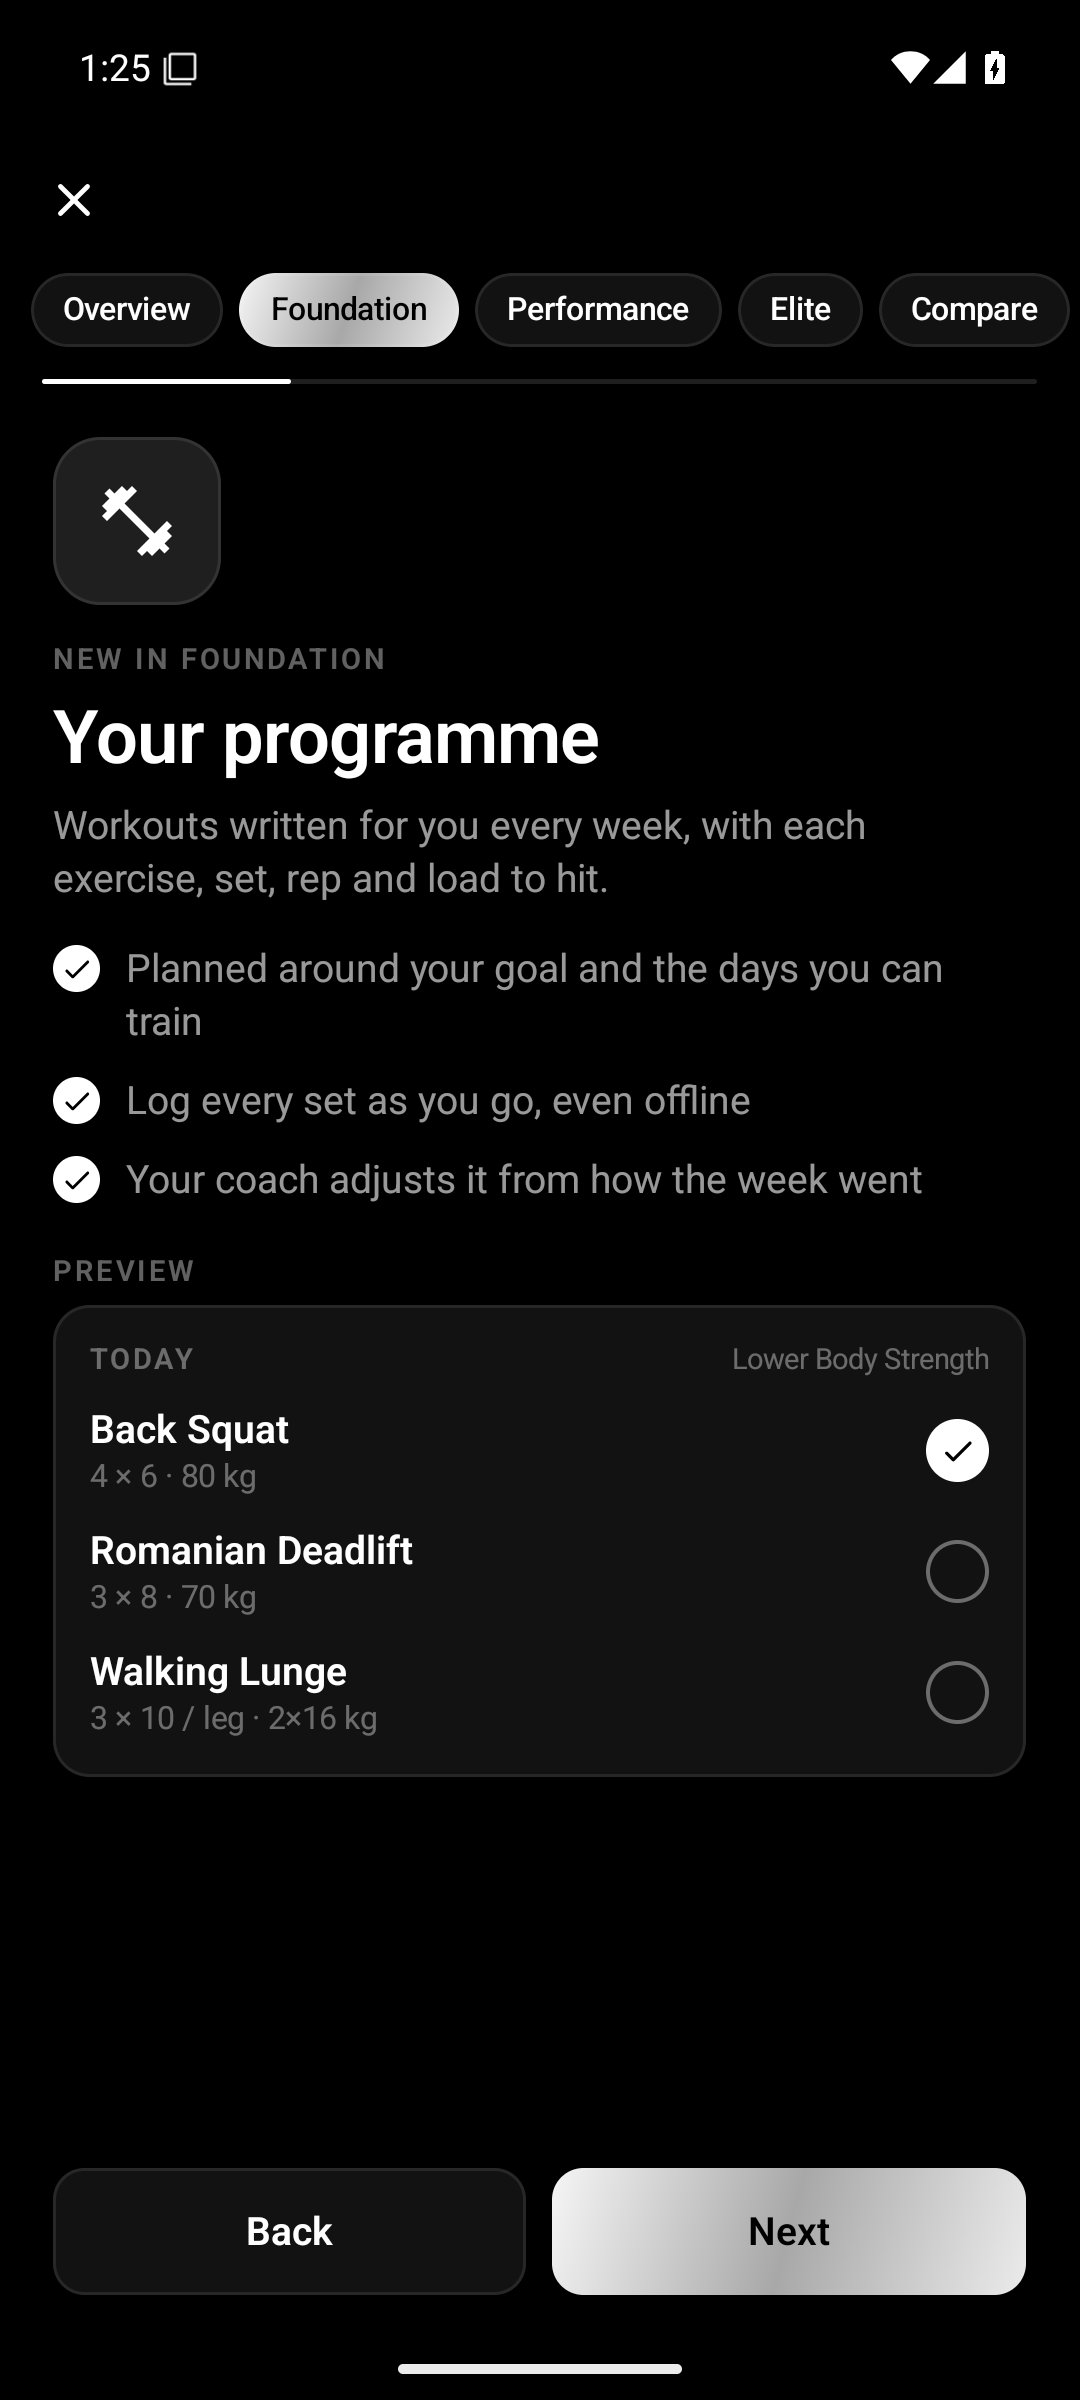 1:25
Overview
Foundation
Performance
Elite
Compare
NEW IN FOUNDATION
Your programme
Workouts written for you every week, with each
exercise, set, rep and load to hit.
Planned around your goal and the days you can
train
Log every set as you go, even offline
Your coach adjusts it from how the week went
PREVIEW
TODAY
Lower Body Strength
Back Squat
4 × 6 · 80 kg
Romanian Deadlift
3 × 8 · 70 kg
Walking Lunge
3 × 10 / leg · 2×16 kg
Back
Next